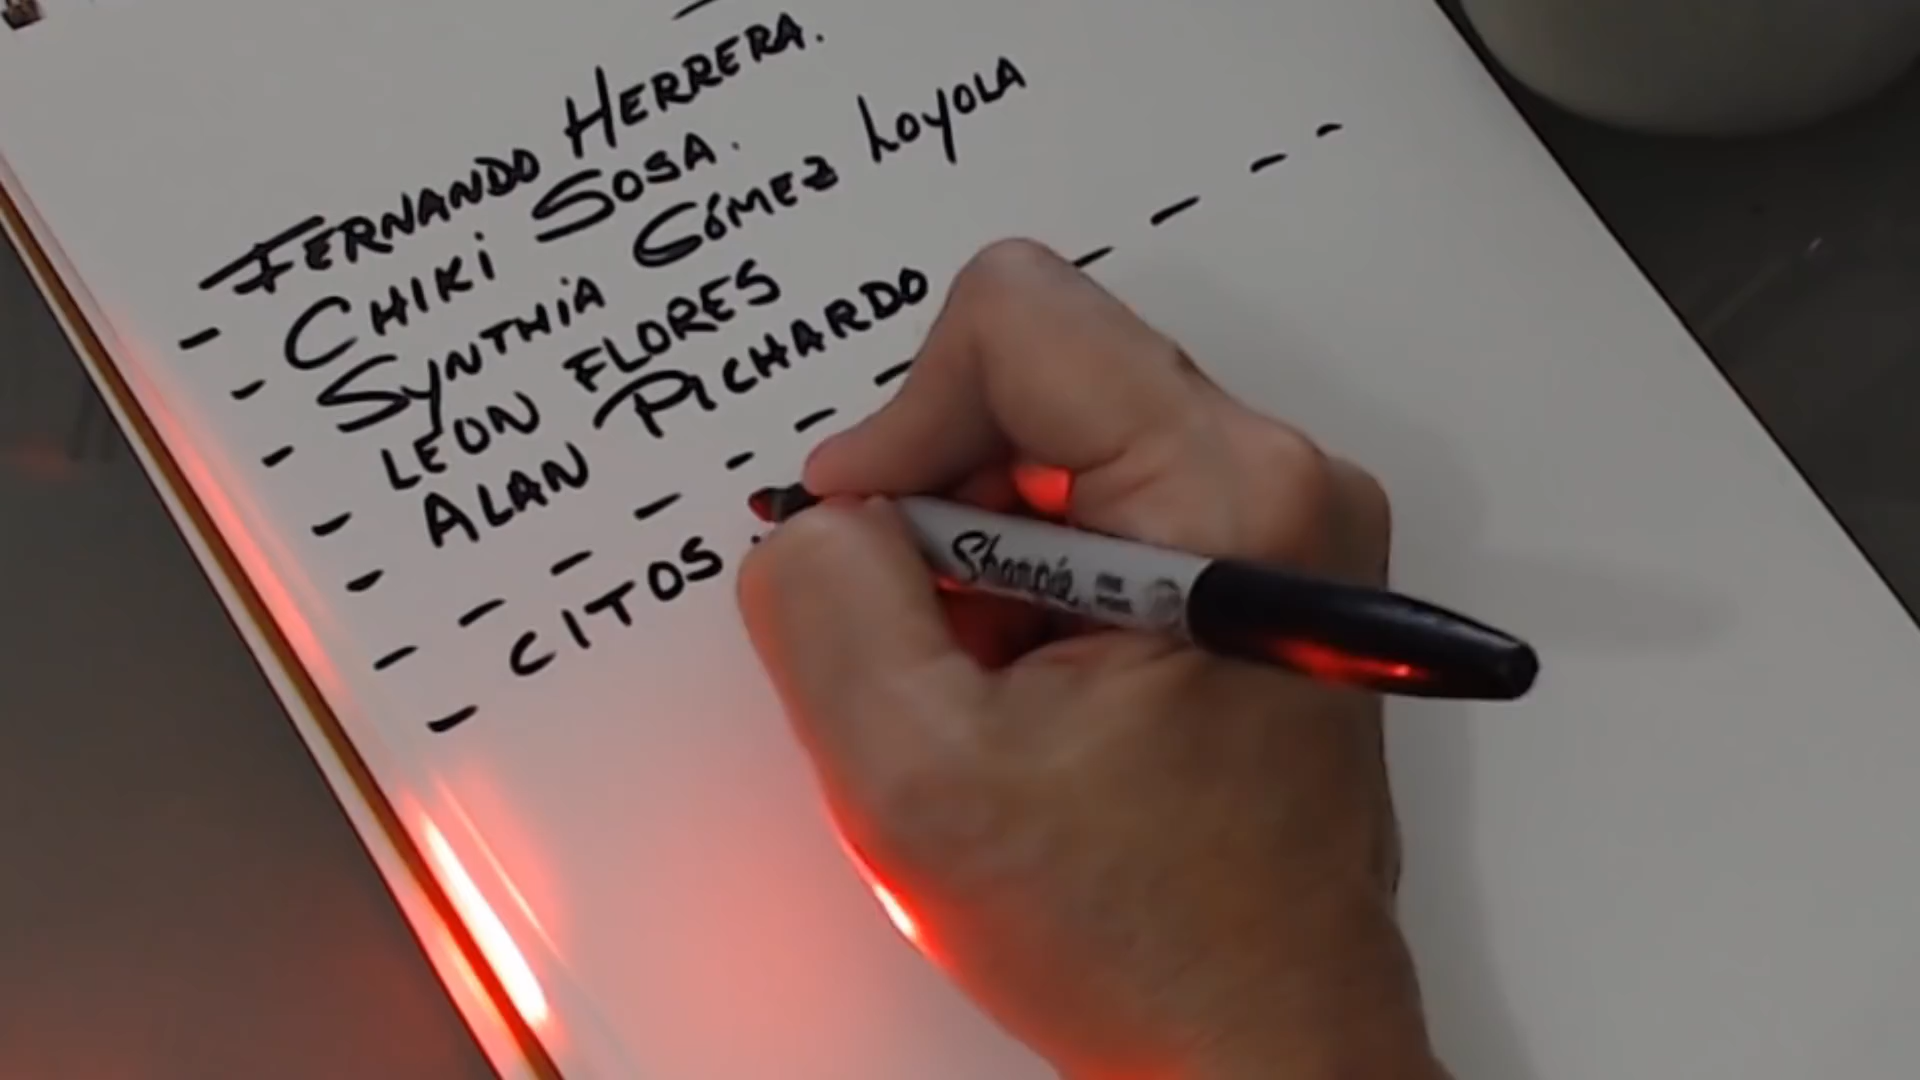 FERNANDO HERRERA.
- CHIKI SOSA.
- SYNTHIA GÓMEZ LOYOLA
- LEON FLORES
- ALAN PICHARDO
- - - - - - - - - - -
- CITOS.
Sharpie